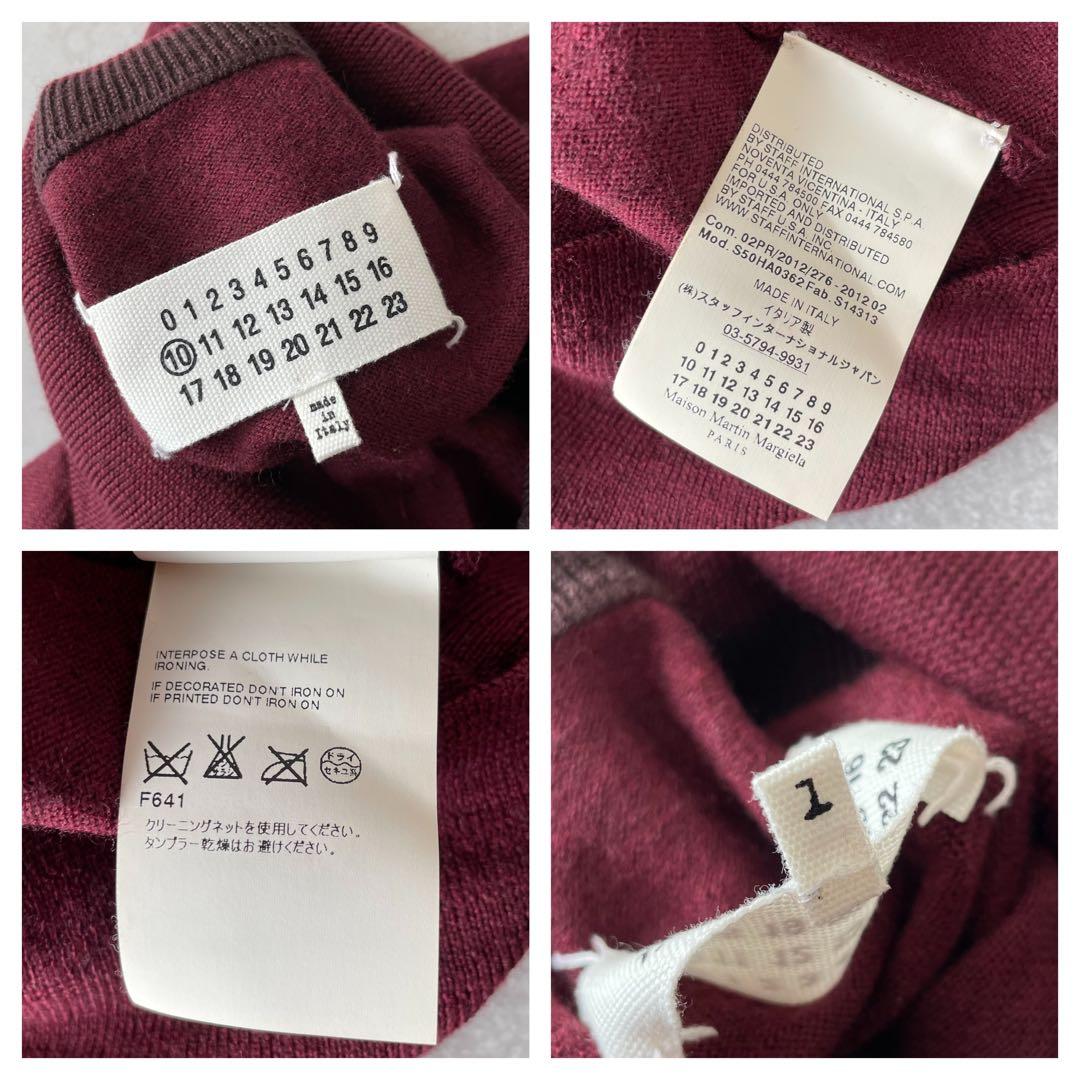 0 1 2 3 4 5 6 7 8 9
10 11 12 13 14 15 16
17 18 19 20 21 22 23
made
in
Italy
DISTRIBUTED
BY STAFF INTERNATIONAL S.P.A.
NOVENTA VICENTINA - ITALY
PH 0444 784500 FAX 0444 784580
FOR U.S.A. ONLY
IMPORTED AND DISTRIBUTED
BY STAFF U.S.A. INC.
WWW.STAFFINTERNATIONAL.COM
Com. 02PR/2012/276 - 2012 02
Mod. S50HA0362 Fab. S14313
MADE IN ITALY
イタリア製
(株)スタッフインターナショナルジャパン
03-5794-9931
0 1 2 3 4 5 6 7 8 9
10 11 12 13 14 15 16
17 18 19 20 21 22 23
Maison Martin Margiela
PARIS
INTERPOSE A CLOTH WHILE
IRONING.
IF DECORATED DON'T IRON ON
IF PRINTED DON'T IRON ON
ドライ
セキユ系
F641
クリーニングネットを使用してください。
タンブラー乾燥はお避けください。
1
16
22 23